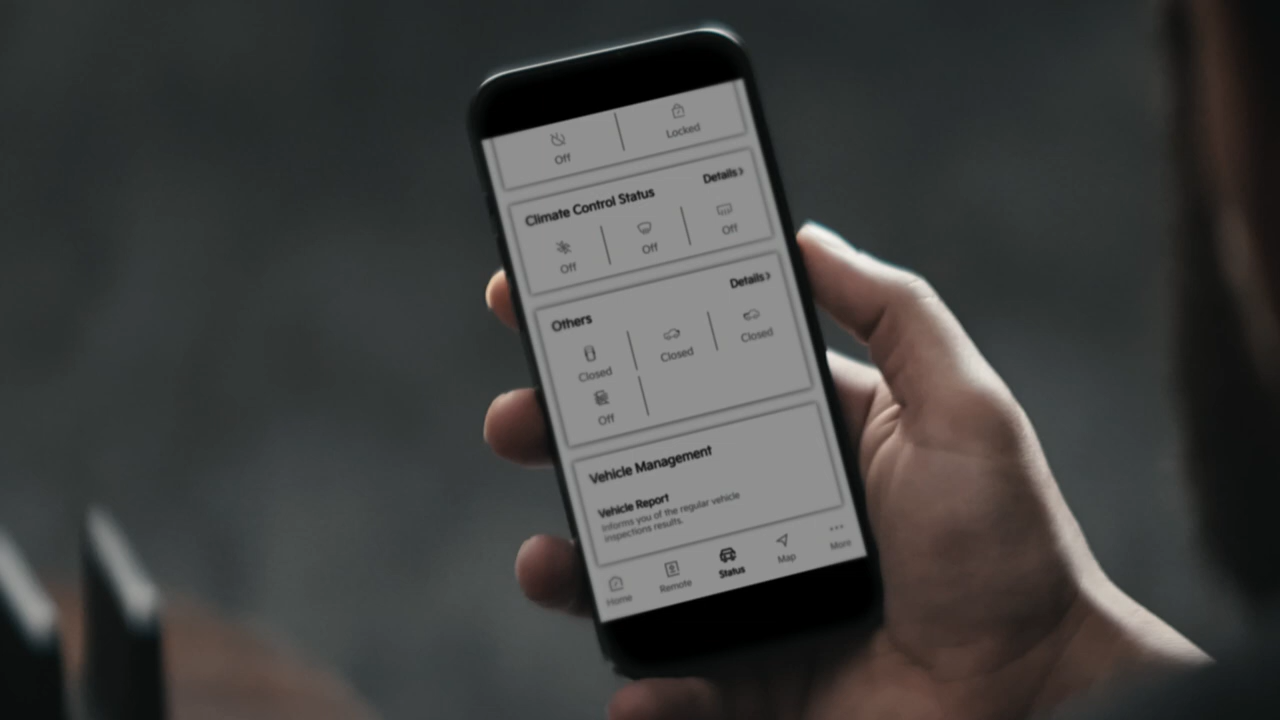 Off
Locked
Climate Control Status
Details›
Off
Off
Off
Others
Details›
Closed
Closed
Closed
Off
Vehicle Management
Vehicle Report
Informs you of the regular vehicle
inspections results.
Home
Remote
Status
Map
More